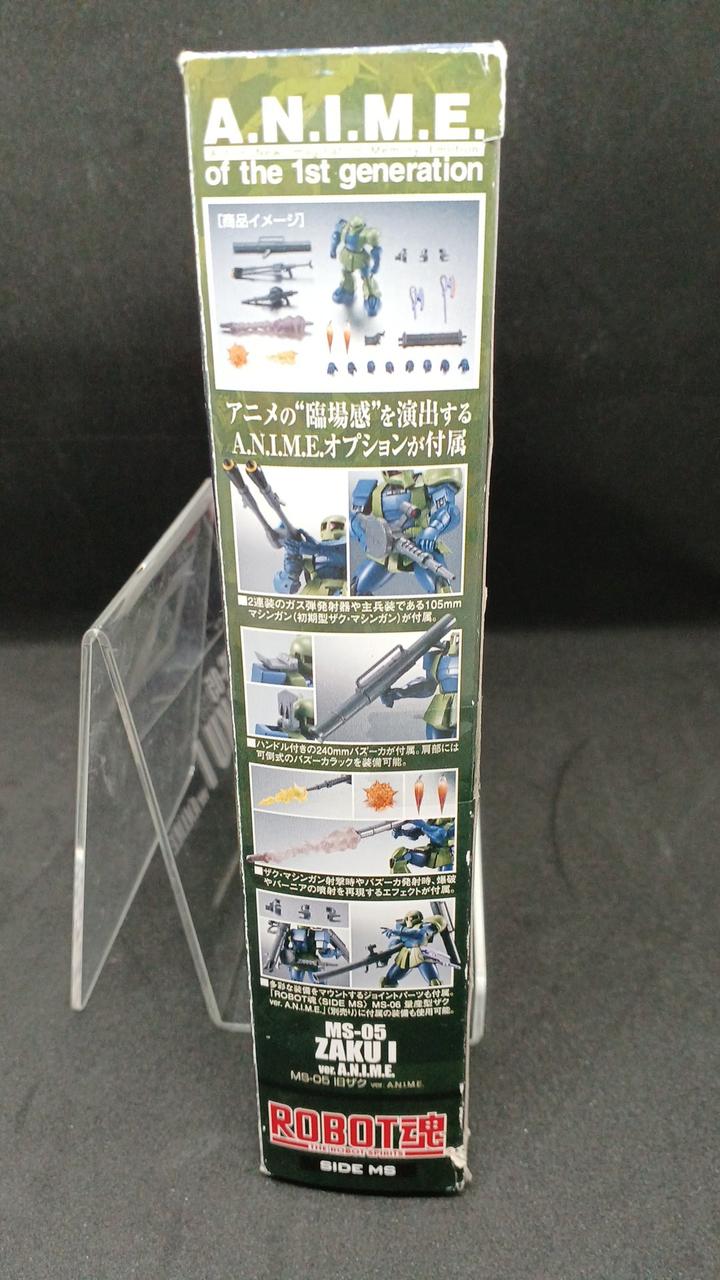 A.N.I.M.E.
of the 1st generation
[商品イメージ]
アニメの“臨場感”を演出する
A.N.I.M.E.オプションが付属
■2連装のガス弾発射器や主兵装である105mm
マシンガン(初期型ザク・マシンガン)が付属。
■ハンドル付きの240mmバズーカが付属。肩部には
可倒式のバズーカラックを装備可能。
■ザク・マシンガン射撃時やバズーカ発射時、爆破
やバーニアの噴射を再現するエフェクトが付属。
■多彩な装備をマウントするジョイントパーツも付属。
「ROBOT魂〈SIDE MS〉 MS-06 量産型ザク
ver. A.N.I.M.E.」(別売り)に付属の装備も使用可能。
MS-05
ZAKU I
ver. A.N.I.M.E.
MS-05 旧ザク ver. A.N.I.M.E.
ROBOT魂
THE ROBOT SPIRITS
SIDE MS